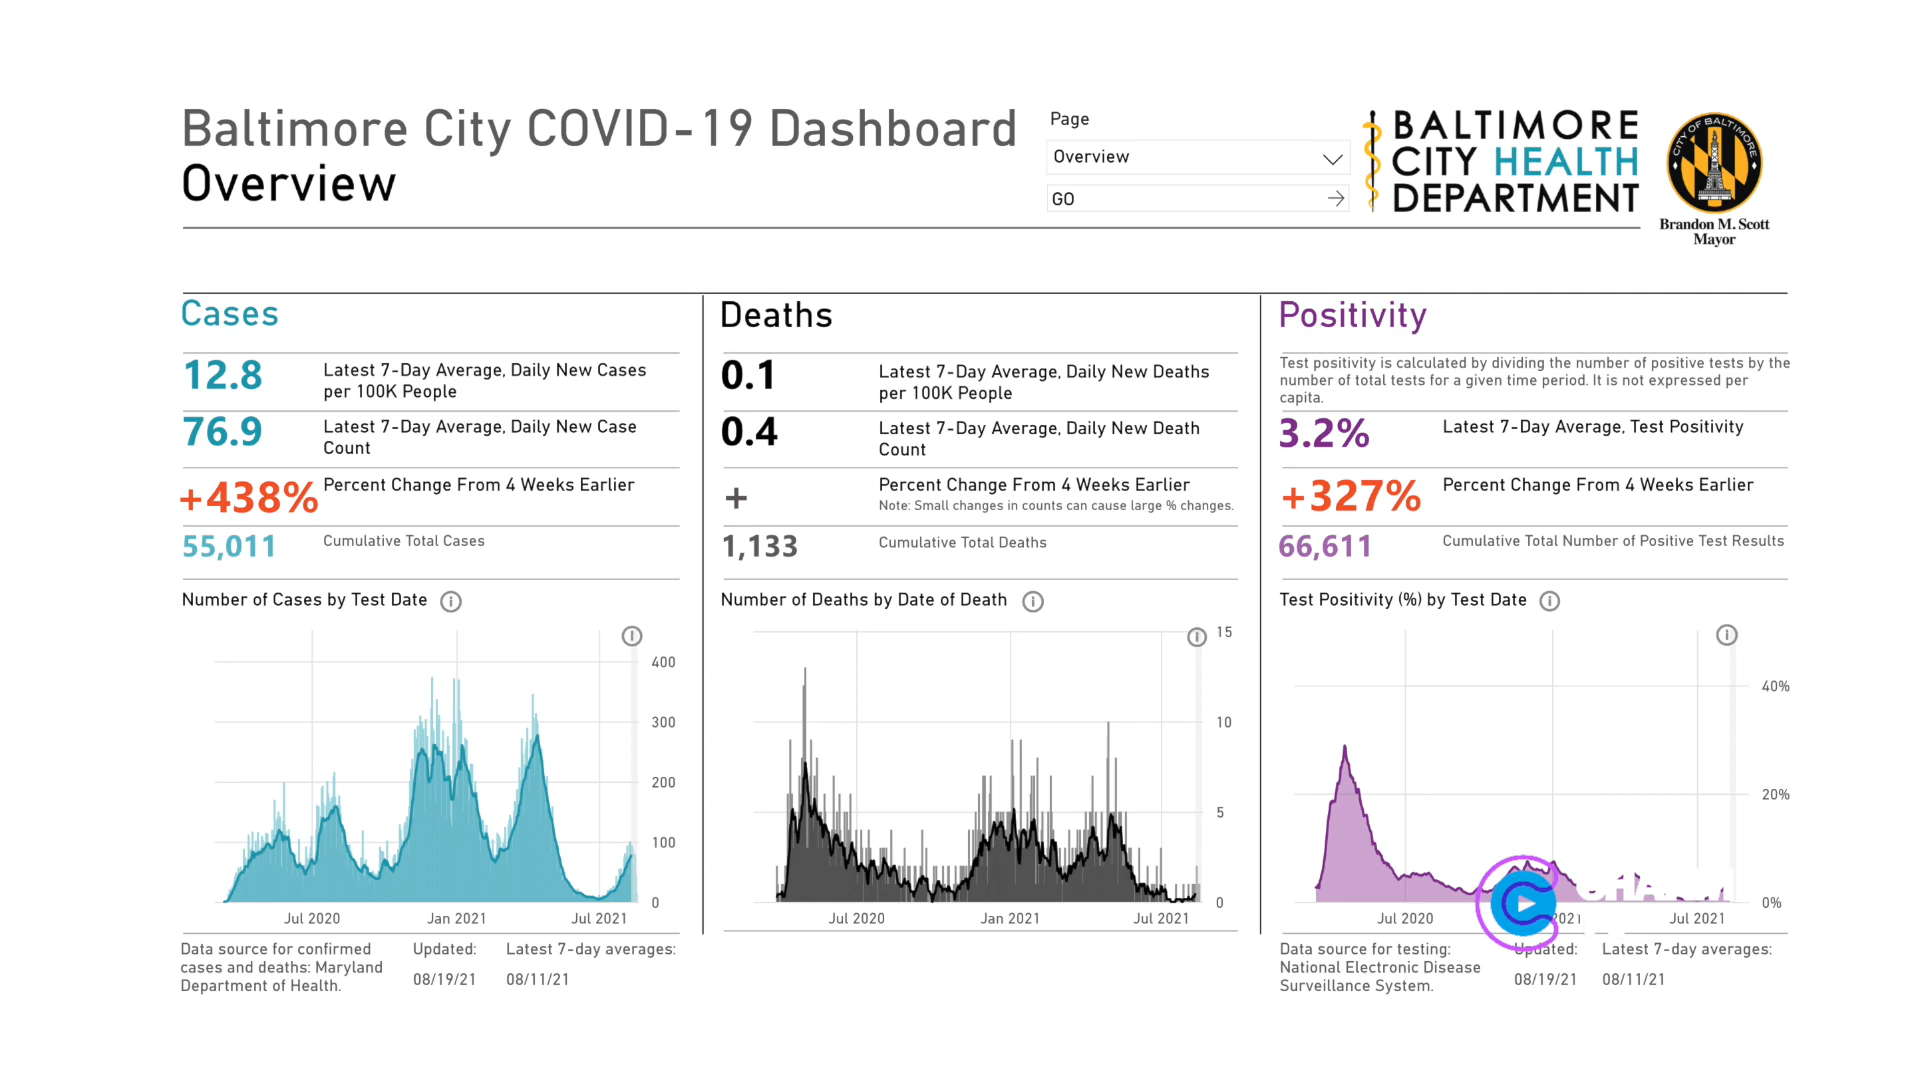 Baltimore City COVID-19 Dashboard
Overview
Page
Overview
GO
BALTIMORE
CITY HEALTH
DEPARTMENT
CITY OF BALTIMORE
Brandon M. Scott
Mayor
Cases
12.8
Latest 7-Day Average, Daily New Cases
per 100K People
76.9
Latest 7-Day Average, Daily New Case
Count
+438%
Percent Change From 4 Weeks Earlier
55,011
Cumulative Total Cases
Number of Cases by Test Date
400
300
200
100
0
Jul 2020
Jan 2021
Jul 2021
Data source for confirmed
cases and deaths: Maryland
Department of Health.
Updated:
08/19/21
Latest 7-day averages:
08/11/21
Deaths
0.1
Latest 7-Day Average, Daily New Deaths
per 100K People
0.4
Latest 7-Day Average, Daily New Death
Count
+
Percent Change From 4 Weeks Earlier
Note: Small changes in counts can cause large % changes.
1,133
Cumulative Total Deaths
Number of Deaths by Date of Death
15
10
5
0
Jul 2020
Jan 2021
Jul 2021
Positivity
Test positivity is calculated by dividing the number of positive tests by the
number of total tests for a given time period. It is not expressed per
capita.
3.2%
Latest 7-Day Average, Test Positivity
+327%
Percent Change From 4 Weeks Earlier
66,611
Cumulative Total Number of Positive Test Results
Test Positivity (%) by Test Date
40%
20%
0%
Jul 2020
2021
Jul 2021
Data source for testing:
National Electronic Disease
Surveillance System.
Updated:
08/19/21
Latest 7-day averages:
08/11/21